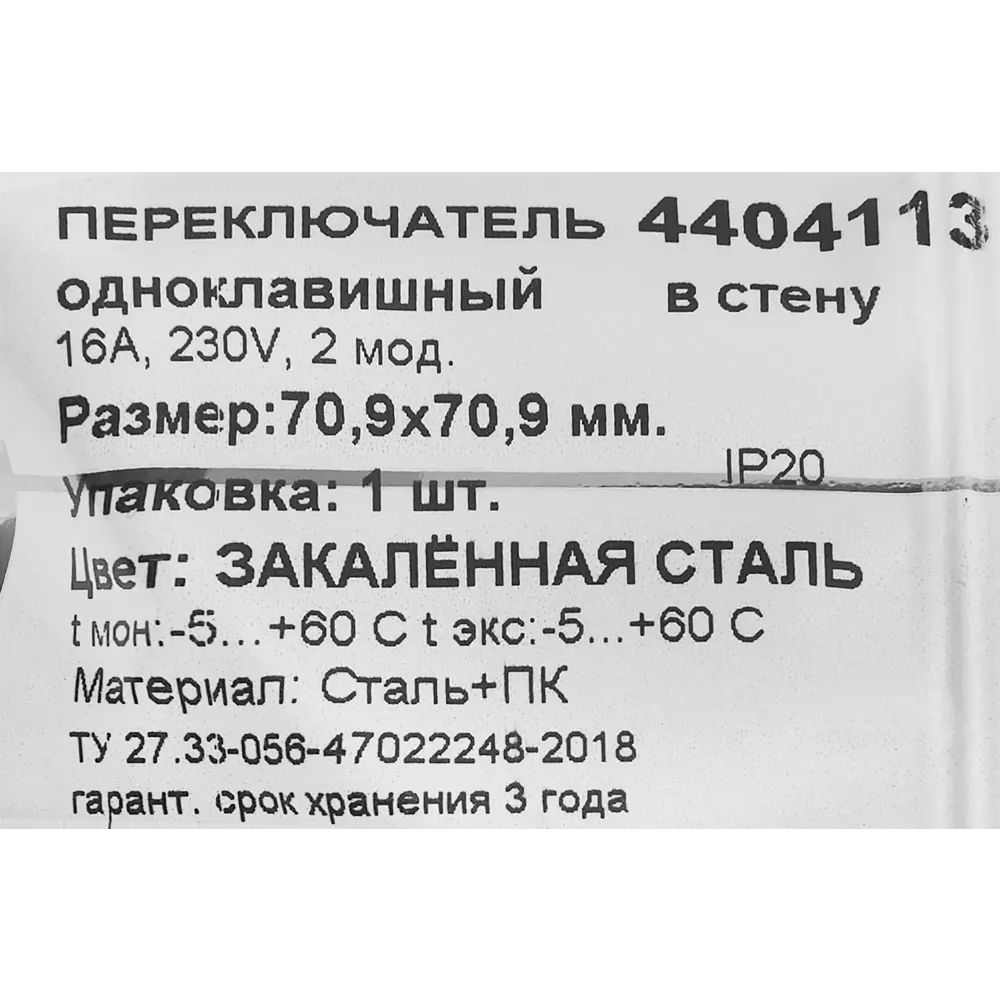 ПЕРЕКЛЮЧАТЕЛЬ 4404113
одноклавишный в стену
16А, 230V, 2 мод.
Размер:70,9х70,9 мм.
IP20
Упаковка: 1 шт.
Цвет: ЗАКАЛЁННАЯ СТАЛЬ
t мон:-5...+60 С t экс:-5...+60 С
Материал: Сталь+ПК
ТУ 27.33-056-47022248-2018
гарант. срок хранения 3 года